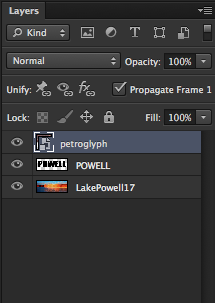 Layers
Kind
Normal
Opacity: 100%
Unify:
Propagate Frame 1
Lock:
Fill: 100%
petroglyph
POWELL POWELL
LakePowell17